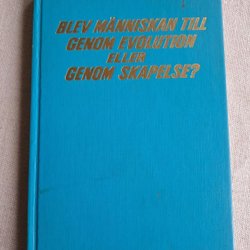 BLEV MÄNNISKAN TILL
GENOM EVOLUTION
ELLER
GENOM SKAPELSE?